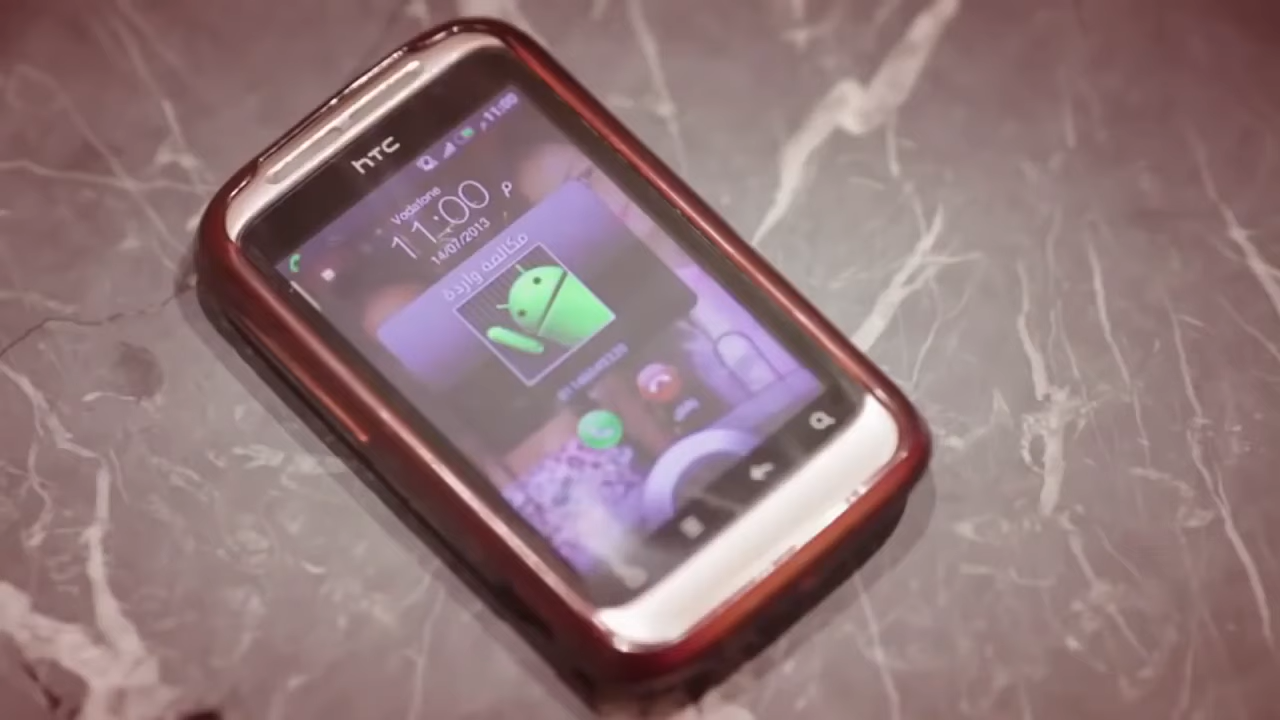 hTC
11:00
Vodafone
11:00 م
14/07/2013
مكالمة واردة